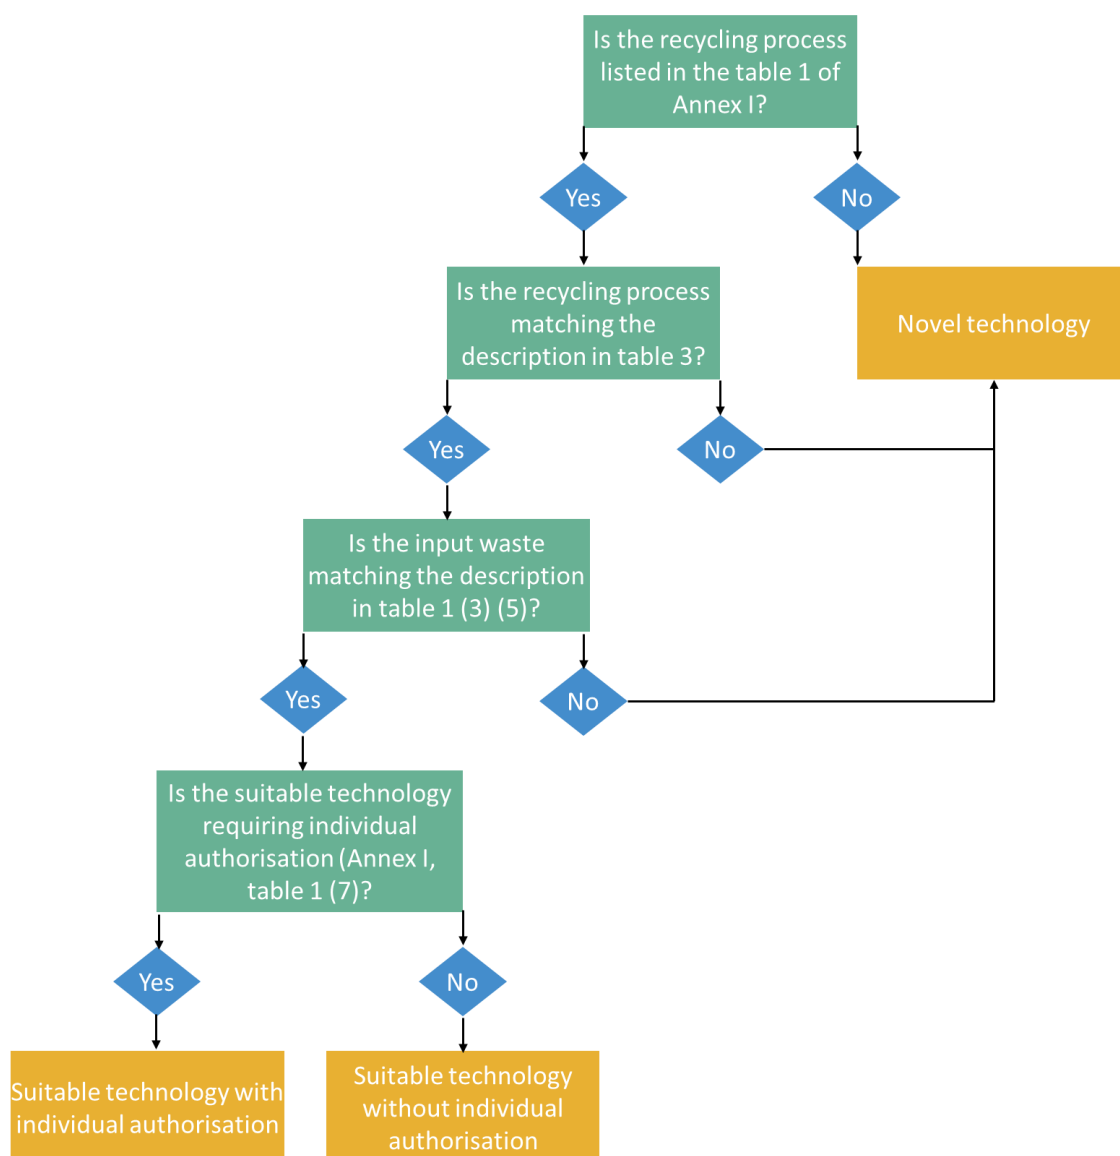 Is the recycling process
listed in the table 1 of
Annex I?
Yes
No
Is the recycling process
matching the
description in table 3?
Novel technology
Yes
No
Is the input waste
matching the description
in table 1 (3) (5)?
Yes
No
Is the suitable technology
requiring individual
authorisation (Annex I,
table 1 (7)?
Yes
No
Suitable technology with
individual authorisation
Suitable technology
without individual
authorisation